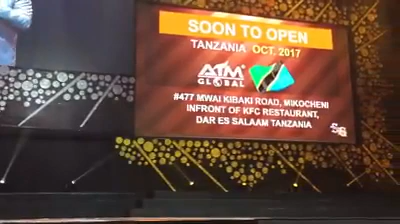 SOON TO OPEN
TANZANIA OCT. 2017
ATM
GLOBAL
#477 MWAI KIBAKI ROAD, MIKOCHENI
INFRONT OF KFC RESTAURANT,
DAR ES SALAAM TANZANIA